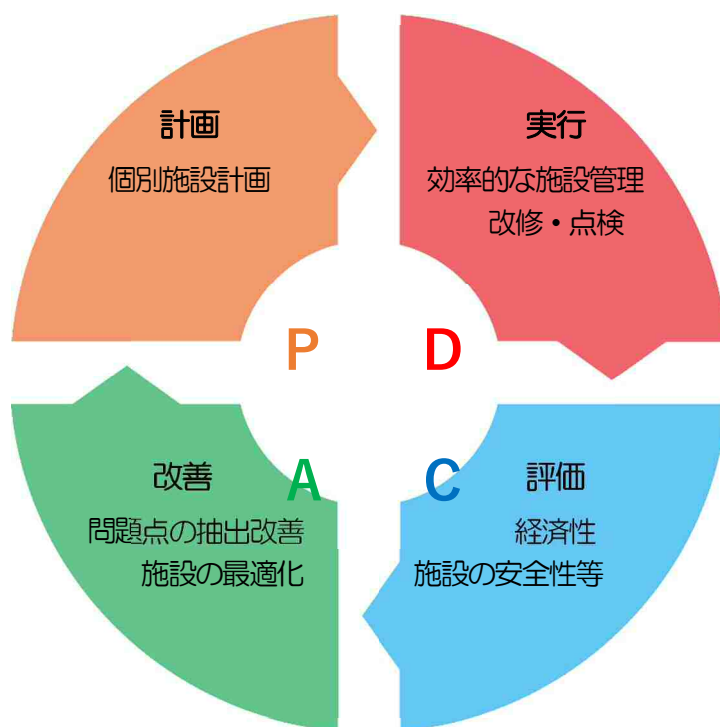 計画
個別施設計画
実行
効率的な施設管理
改修・点検
P
D
A
C
改善
問題点の抽出改善
施設の最適化
評価
経済性
施設の安全性等